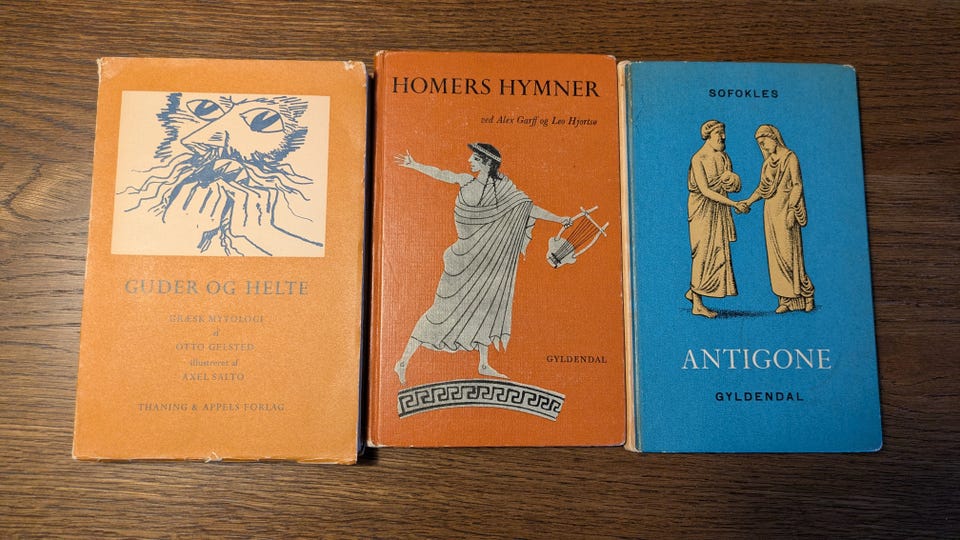 GUDER OG HELTE
GRÆSK MYTOLOGI
af
OTTO GELSTED
illustreret af
AXEL SALTO
THANING & APPELS FORLAG
HOMERS HYMNER
ved Alex Garff og Leo Hjortsø
GYLDENDAL
SOFOKLES
ANTIGONE
GYLDENDAL